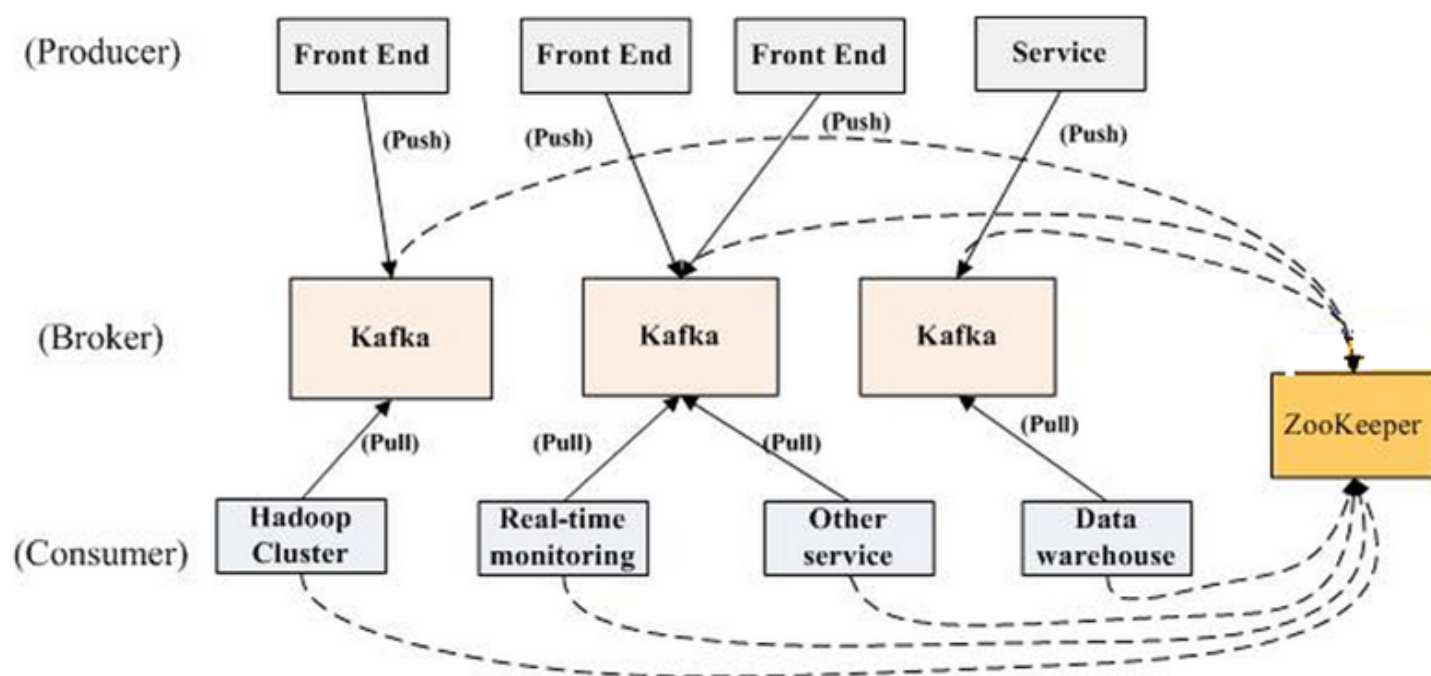 (Producer)
Front End
Front End
Front End
Service
(Push)
(Push)
(Push)
(Push)
(Broker)
Kafka
Kafka
Kafka
ZooKeeper
(Pull)
(Pull)
(Pull)
(Pull)
(Consumer)
Hadoop
Cluster
Real-time
monitoring
Other
service
Data
warehouse